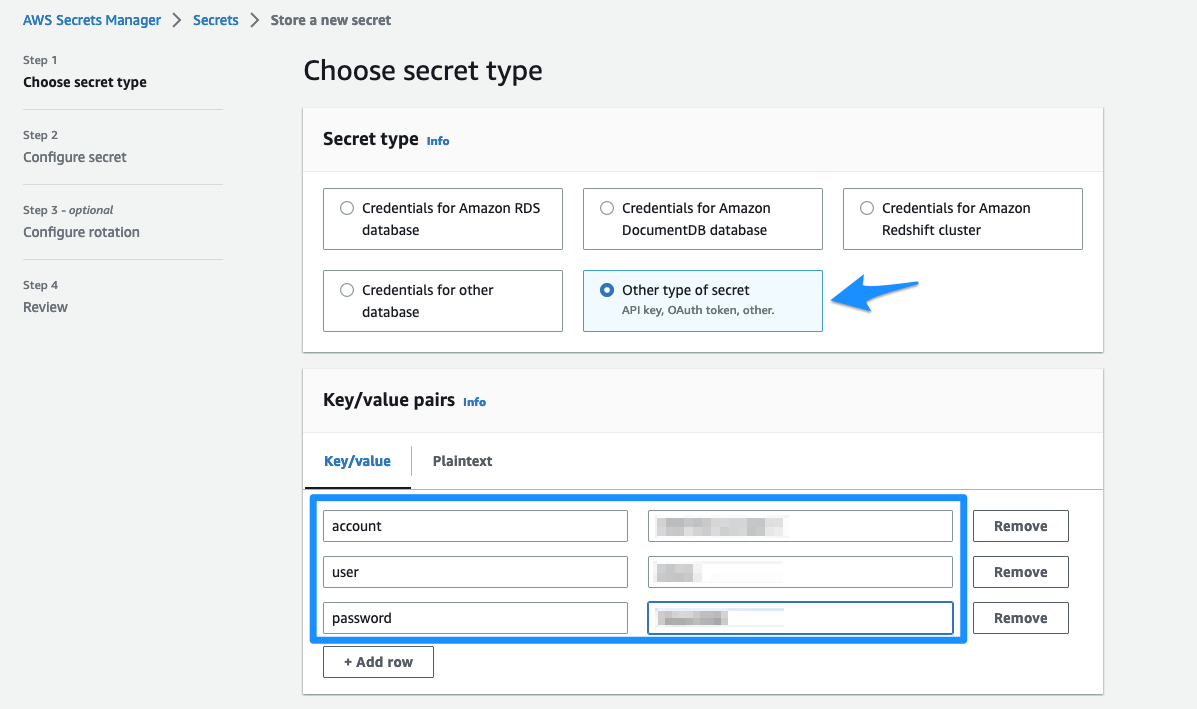 AWS Secrets Manager > Secrets > Store a new secret
Step 1
Choose secret type
Step 2
Configure secret
Step 3 - optional
Configure rotation
Step 4
Review
Choose secret type
Secret type Info
Credentials for Amazon RDS
database
Credentials for Amazon
DocumentDB database
Credentials for Amazon
Redshift cluster
Credentials for other
database
Other type of secret
API key, OAuth token, other.
Key/value pairs Info
Key/value
Plaintext
account
Remove
user
Remove
password
Remove
+ Add row